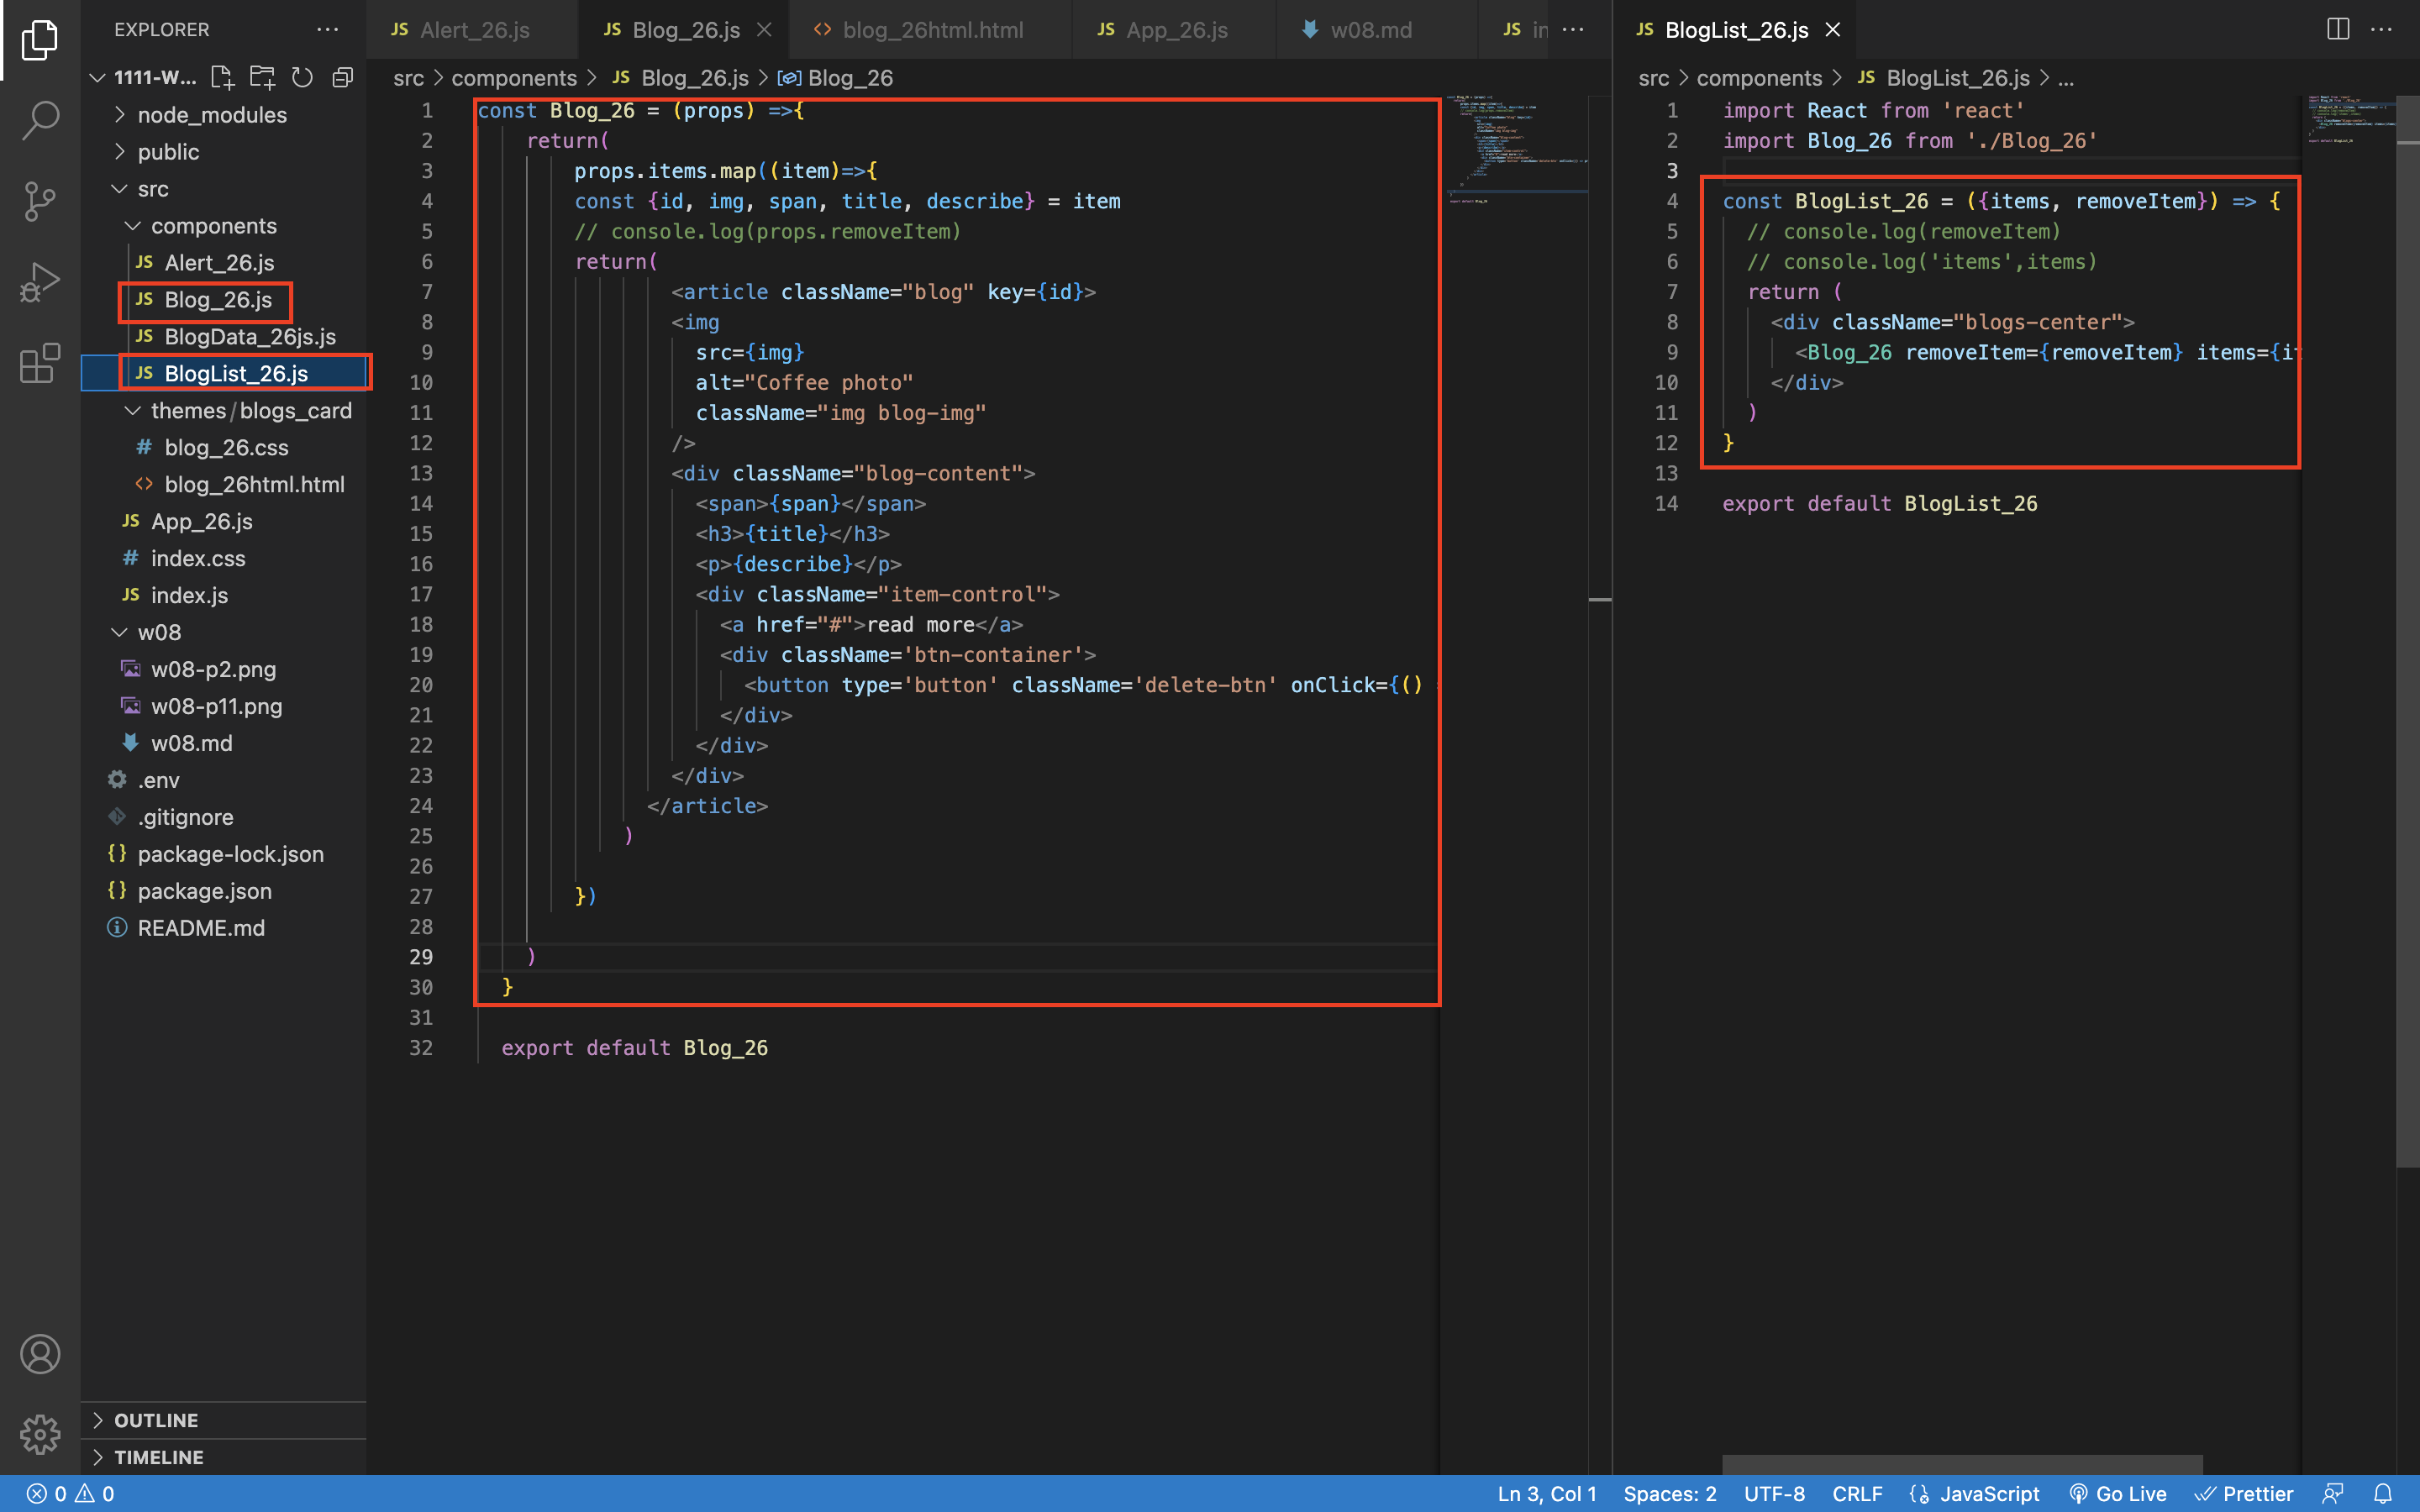 EXPLORER
1111-W...
node_modules
public
src
components
JS Alert_26.js
JS Blog_26.js
JS BlogData_26js.js
JS BlogList_26.js
themes/blogs_card
# blog_26.css
<> blog_26html.html
JS App_26.js
# index.css
JS index.js
w08
w08-p2.png
w08-p11.png
w08.md
.env
.gitignore
{} package-lock.json
{} package.json
README.md
OUTLINE
TIMELINE
JS Alert_26.js JS Blog_26.js <> blog_26html.html JS App_26.js w08.md JS in
src > components > JS Blog_26.js > Blog_26
1 const Blog_26 = (props) =>{
2 return(
3 props.items.map((item)=>{
4 const {id, img, span, title, describe} = item
5 // console.log(props.removeItem)
6 return(
7 <article className="blog" key={id}>
8 <img
9 src={img}
10 alt="Coffee photo"
11 className="img blog-img"
12 />
13 <div className="blog-content">
14 <span>{span}</span>
15 <h3>{title}</h3>
16 <p>{describe}</p>
17 <div className="item-control">
18 <a href="#">read more</a>
19 <div className='btn-container'>
20 <button type='button' className='delete-btn' onClick={()
21 </div>
22 </div>
23 </div>
24 </article>
25 )
26
27 })
28
29 )
30 }
31
32 export default Blog_26
JS BlogList_26.js
src > components > JS BlogList_26.js > ...
1 import React from 'react'
2 import Blog_26 from './Blog_26'
3
4 const BlogList_26 = ({items, removeItem}) => {
5 // console.log(removeItem)
6 // console.log('items',items)
7 return (
8 <div className="blogs-center">
9 <Blog_26 removeItem={removeItem} items={it
10 </div>
11 )
12 }
13
14 export default BlogList_26
0 0 Ln 3, Col 1 Spaces: 2 UTF-8 CRLF JavaScript Go Live Prettier